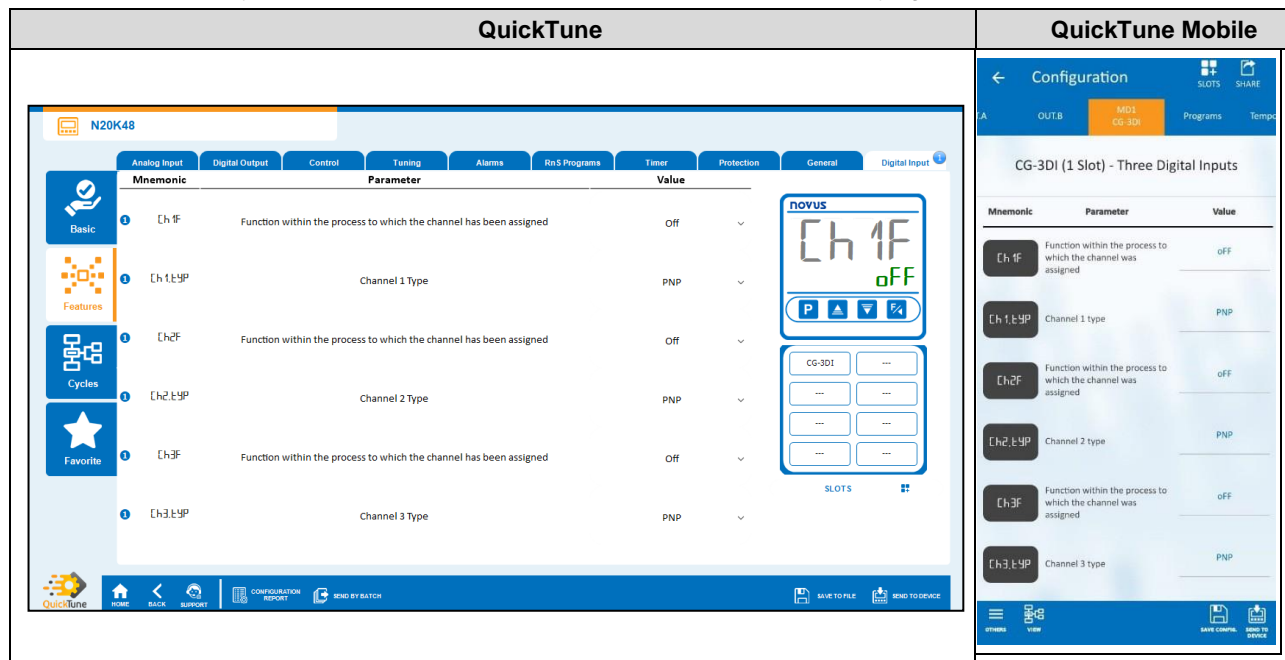 QuickTune
QuickTune Mobile
N20K48
Analog Input
Digital Output
Control
Tuning
Alarms
RnS Programs
Timer
Protection
General
Digital Input
1
Mnemonic Parameter Value
Basic
Features
Cycles
Favorite
1 Ch1F Function within the process to which the channel has been assigned Off
1 Ch1.tYP Channel 1 Type PNP
1 Ch2F Function within the process to which the channel has been assigned Off
1 Ch2.tYP Channel 2 Type PNP
1 Ch3F Function within the process to which the channel has been assigned Off
1 Ch3.tYP Channel 3 Type PNP
novus
Ch1F
oFF
P F/
CG-3DI ---
--- ---
--- ---
--- ---
SLOTS
QuickTune
HOME
BACK
SUPPORT
CONFIGURATION
REPORT
SEND BY BATCH
SAVE TO FILE
SEND TO DEVICE
Configuration
SLOTS
SHARE
OUT.B
MD1
CG-3DI
Programs
Tempo
CG-3DI (1 Slot) - Three Digital Inputs
Mnemonic Parameter Value
Ch1F
Function within the process to
which the channel was
assigned
oFF
Ch1.tYP Channel 1 type PNP
Ch2F
Function within the process to
which the channel was
assigned
oFF
Ch2.tYP Channel 2 type PNP
Ch3F
Function within the process to
which the channel was
assigned
oFF
Ch3.tYP Channel 3 type PNP
OTHERS
VIEW
SAVE CONFIG.
SEND TO
DEVICE